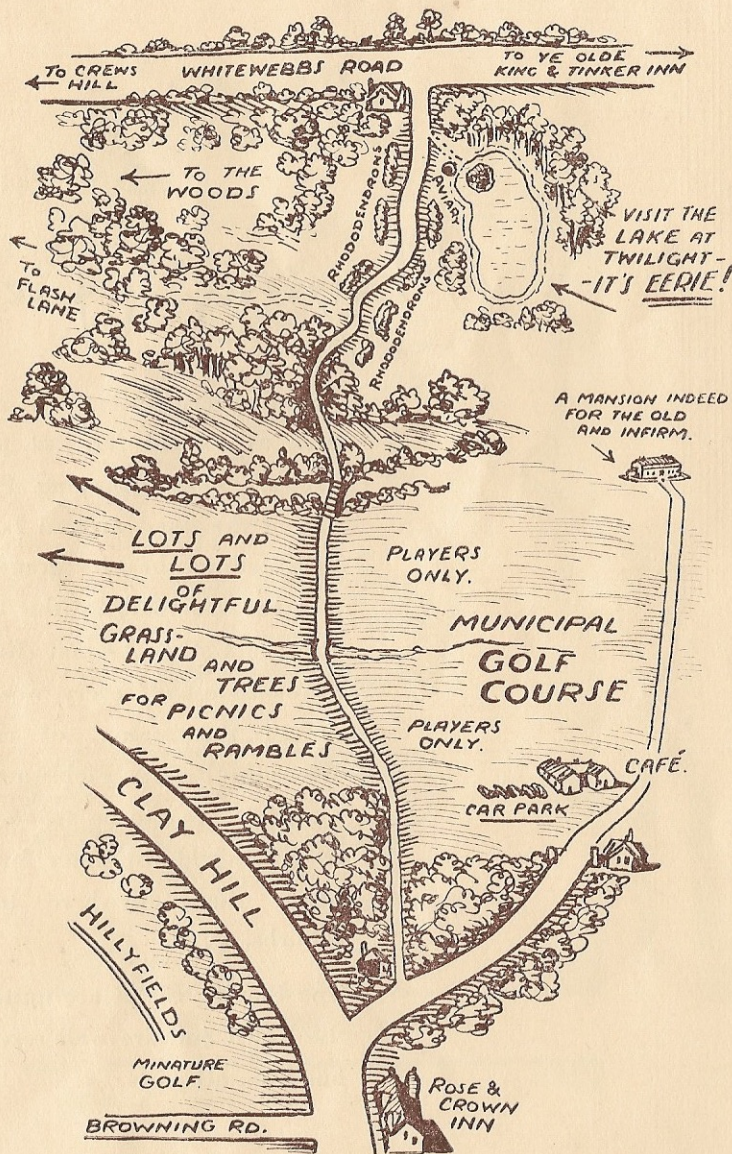 TO CREWS
HILL
WHITEWEBBS ROAD
TO YE OLDE
KING & TINKER INN
TO THE
WOODS
RHODODENDRONS
AVIARY
VISIT THE
LAKE AT
TWILIGHT-
-IT'S EERIE!
TO
FLASH
LANE
RHODODENDRONS
A MANSION INDEED
FOR THE OLD
AND INFIRM.
LOTS AND
LOTS
OF
DELIGHTFUL
GRASS-
LAND
AND
TREES
FOR PICNICS
AND
RAMBLES
PLAYERS
ONLY.
MUNICIPAL
GOLF
COURSE
PLAYERS
ONLY.
CAFÉ.
CAR PARK
CLAY HILL
HILLYFIELDS
MINATURE
GOLF.
BROWNING RD.
ROSE &
CROWN
INN